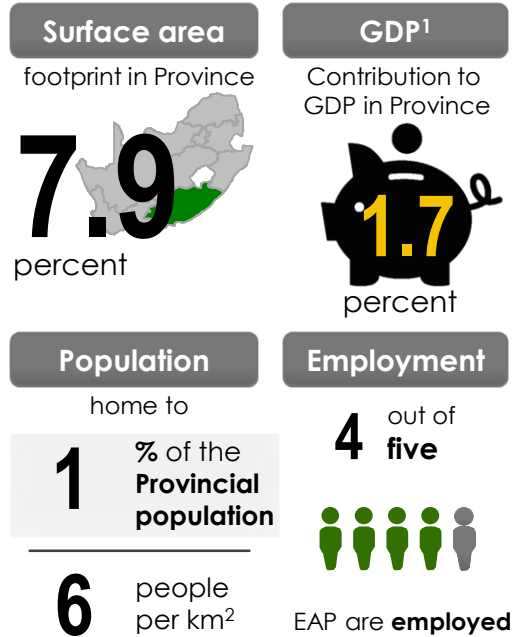 Surface area
footprint in Province
7.9
percent
GDP¹
Contribution to
GDP in Province
1.7
percent
Population
home to
1
% of the
Provincial
population
6
people
per km²
Employment
4
out of
five
EAP are employed